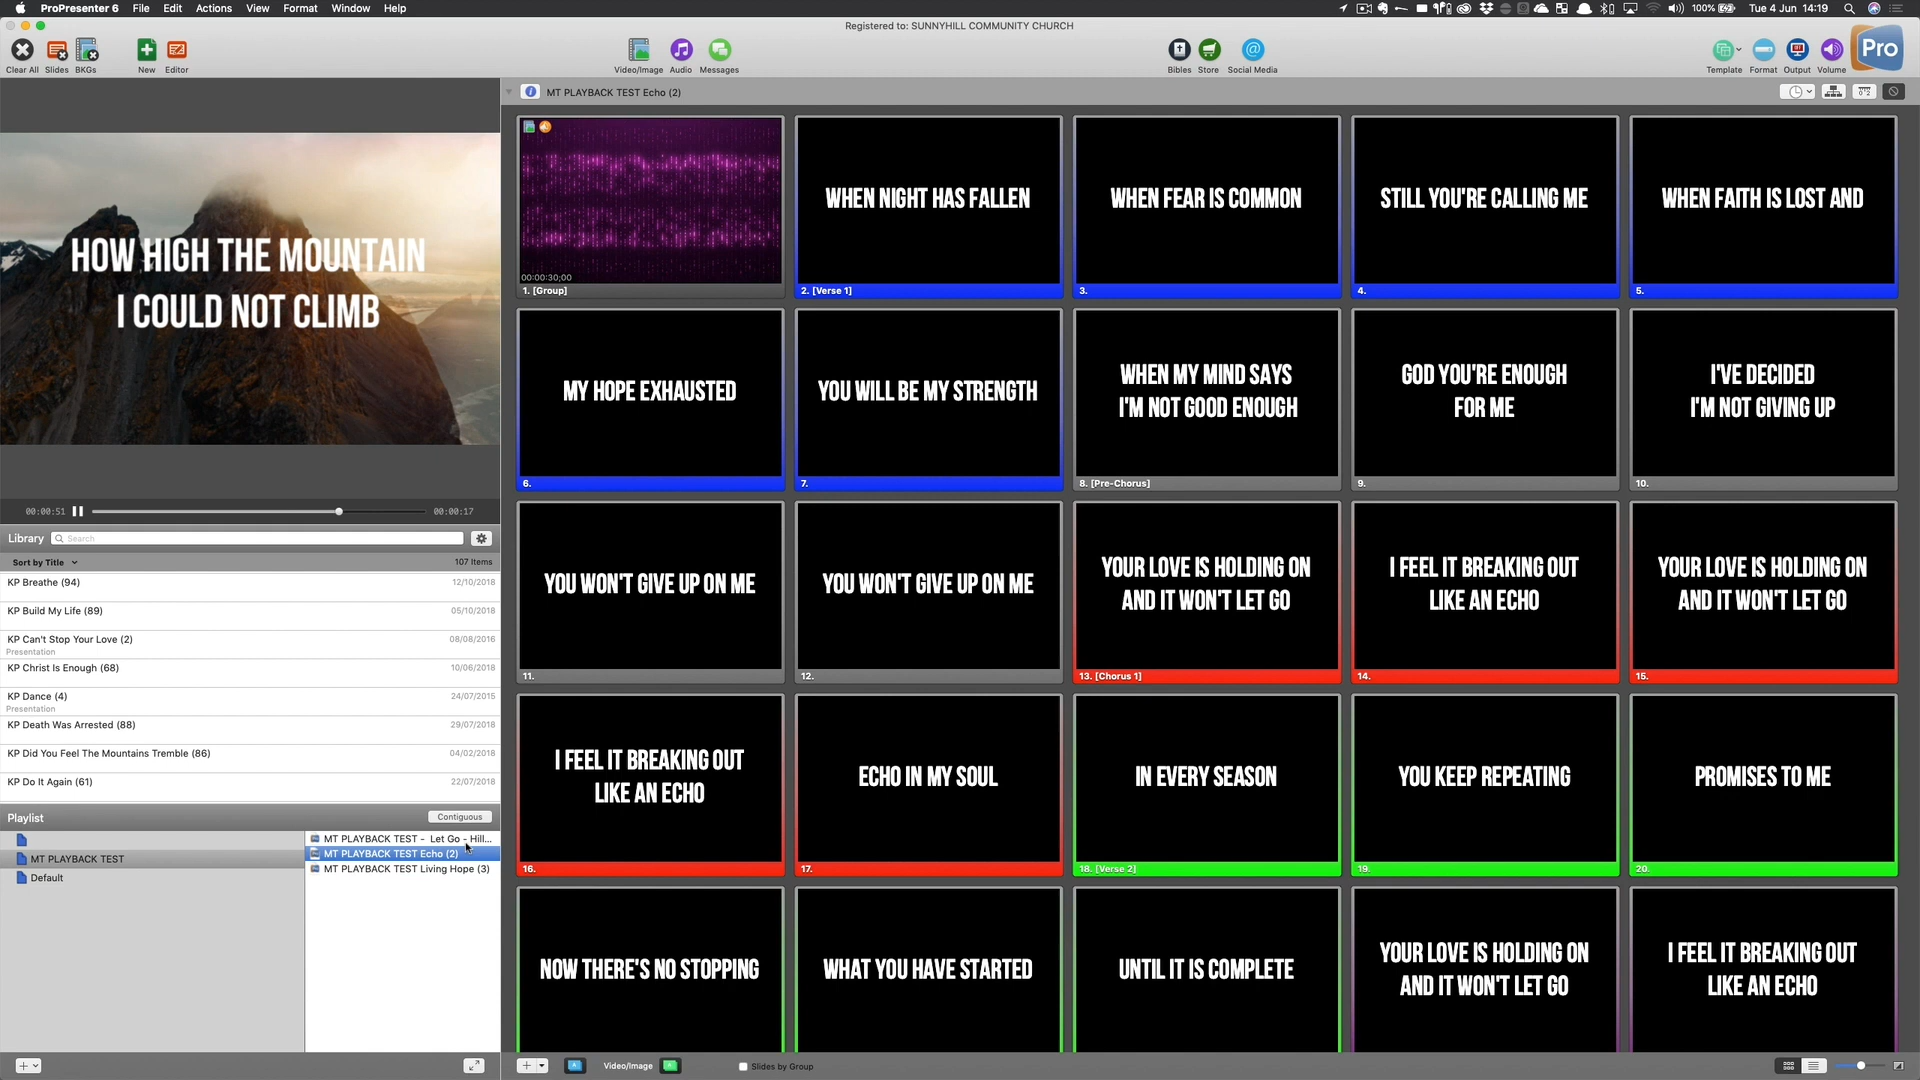 ProPresenter 6 File Edit Actions View Format Window Help
100% Tue 4 Jun 14:19
Registered to: SUNNYHILL COMMUNITY CHURCH
Clear All Slides BKGs New Editor Video/Image Audio Messages Bibles Store Social Media Template Format Output Volume Pro
MT PLAYBACK TEST Echo (2)
HOW HIGH THE MOUNTAIN
I COULD NOT CLIMB
00:00:51 00:00:17
Library Search
Sort by Title 107 Items
KP Breathe (94) 12/10/2018
KP Build My Life (89) 05/10/2018
KP Can't Stop Your Love (2) 08/08/2016
Presentation
KP Christ Is Enough (68) 10/06/2018
KP Dance (4) 24/07/2015
Presentation
KP Death Was Arrested (88) 29/07/2018
KP Did You Feel The Mountains Tremble (86) 04/02/2018
KP Do It Again (61) 22/07/2018
Playlist Contiguous
MT PLAYBACK TEST
Default
MT PLAYBACK TEST - Let Go - Hill...
MT PLAYBACK TEST Echo (2)
MT PLAYBACK TEST Living Hope (3)
00:00:30;00
1. [Group]
WHEN NIGHT HAS FALLEN
2. [Verse 1]
WHEN FEAR IS COMMON
3.
STILL YOU'RE CALLING ME
4.
WHEN FAITH IS LOST AND
5.
MY HOPE EXHAUSTED
6.
YOU WILL BE MY STRENGTH
7.
WHEN MY MIND SAYS
I'M NOT GOOD ENOUGH
8. [Pre-Chorus]
GOD YOU'RE ENOUGH
FOR ME
9.
I'VE DECIDED
I'M NOT GIVING UP
10.
YOU WON'T GIVE UP ON ME
11.
YOU WON'T GIVE UP ON ME
12.
YOUR LOVE IS HOLDING ON
AND IT WON'T LET GO
13. [Chorus 1]
I FEEL IT BREAKING OUT
LIKE AN ECHO
14.
YOUR LOVE IS HOLDING ON
AND IT WON'T LET GO
15.
I FEEL IT BREAKING OUT
LIKE AN ECHO
16.
ECHO IN MY SOUL
17.
IN EVERY SEASON
18. [Verse 2]
YOU KEEP REPEATING
19.
PROMISES TO ME
20.
NOW THERE'S NO STOPPING
WHAT YOU HAVE STARTED
UNTIL IT IS COMPLETE
YOUR LOVE IS HOLDING ON
AND IT WON'T LET GO
I FEEL IT BREAKING OUT
LIKE AN ECHO
Video/Image Slides by Group